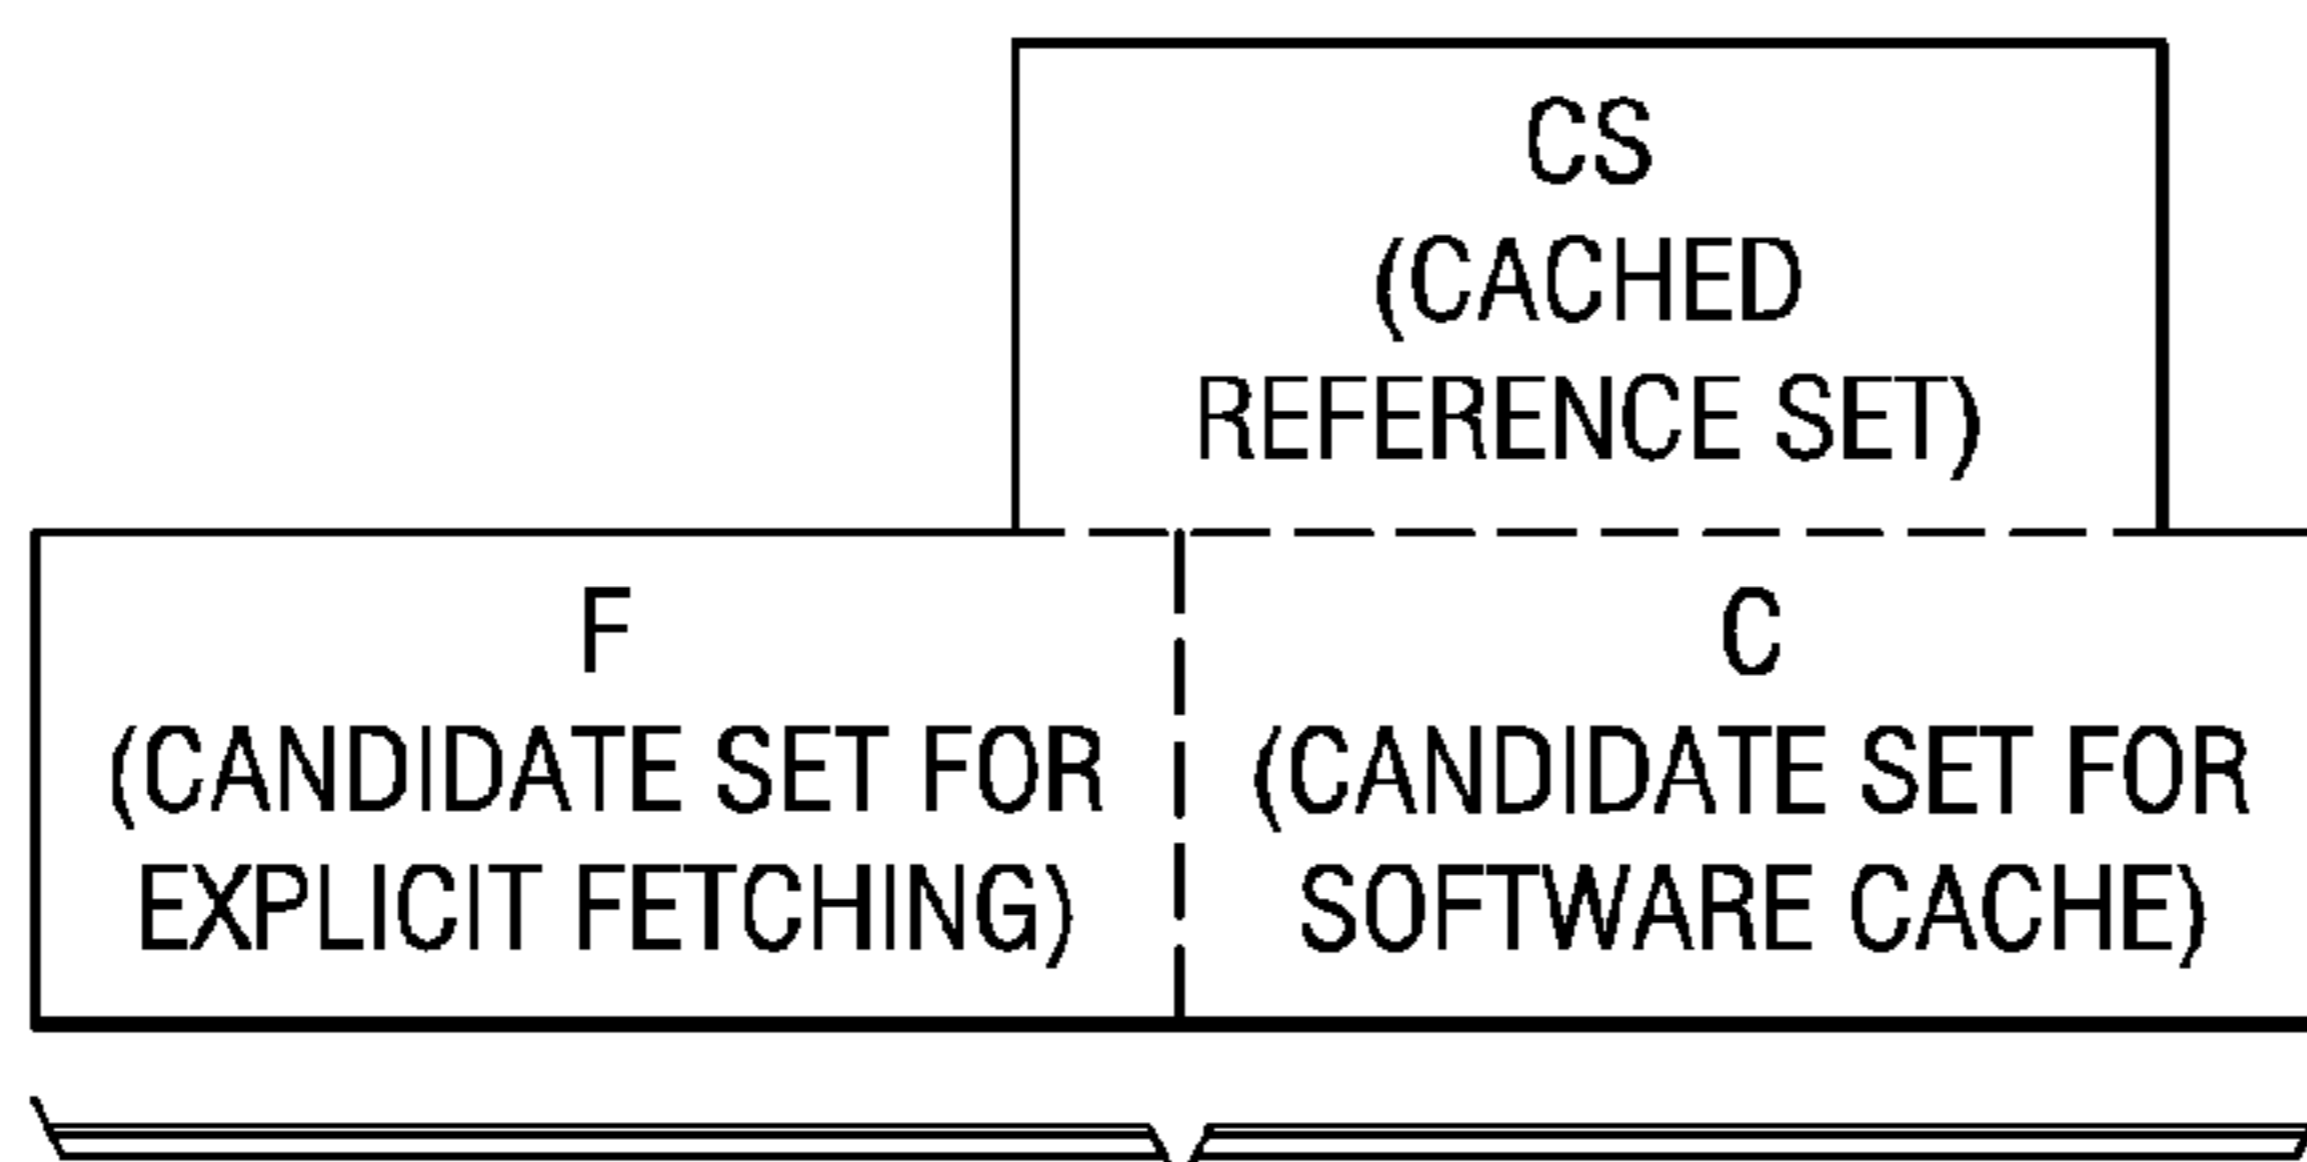 CS
(CACHED
REFERENCE SET)
F
(CANDIDATE SET FOR
EXPLICIT FETCHING)
C
(CANDIDATE SET FOR
SOFTWARE CACHE)